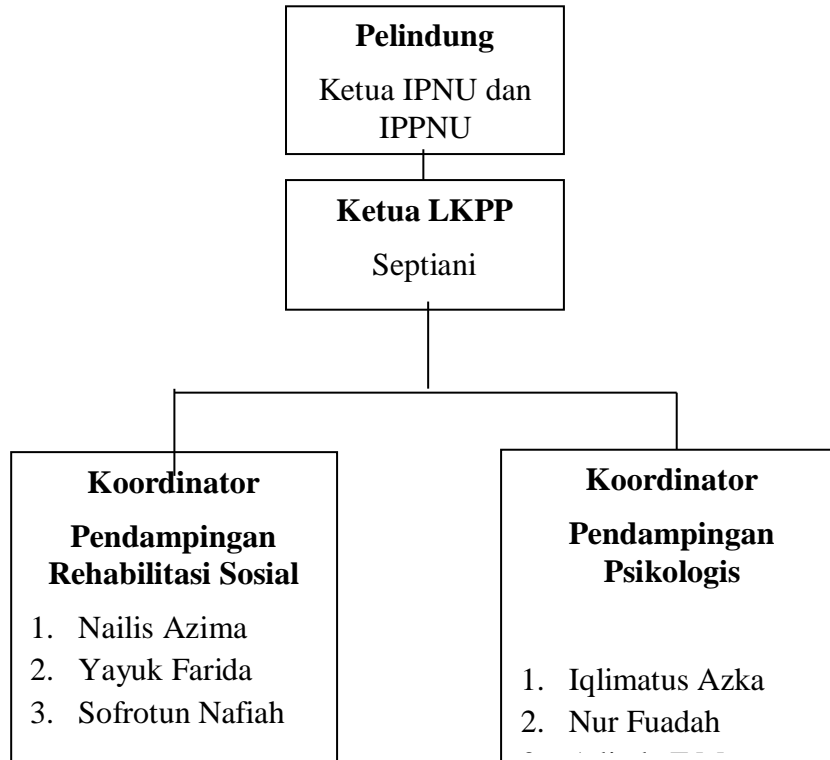 Pelindung
Ketua IPNU dan
IPPNU
Ketua LKPP
Septiani
Koordinator
Pendampingan
Rehabilitasi Sosial
1. Nailis Azima
2. Yayuk Farida
3. Sofrotun Nafiah
Koordinator
Pendampingan
Psikologis
1. Iqlimatus Azka
2. Nur Fuadah